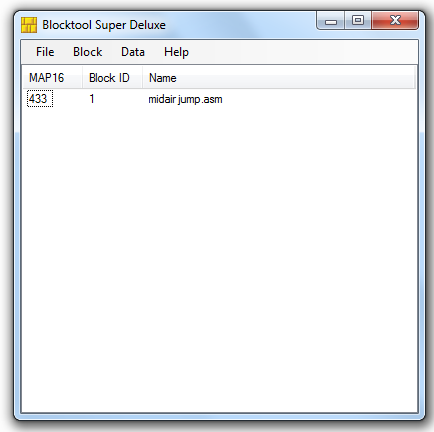 Blocktool Super Deluxe
File Block Data Help
MAP16 Block ID Name
433 1 midair jump.asm